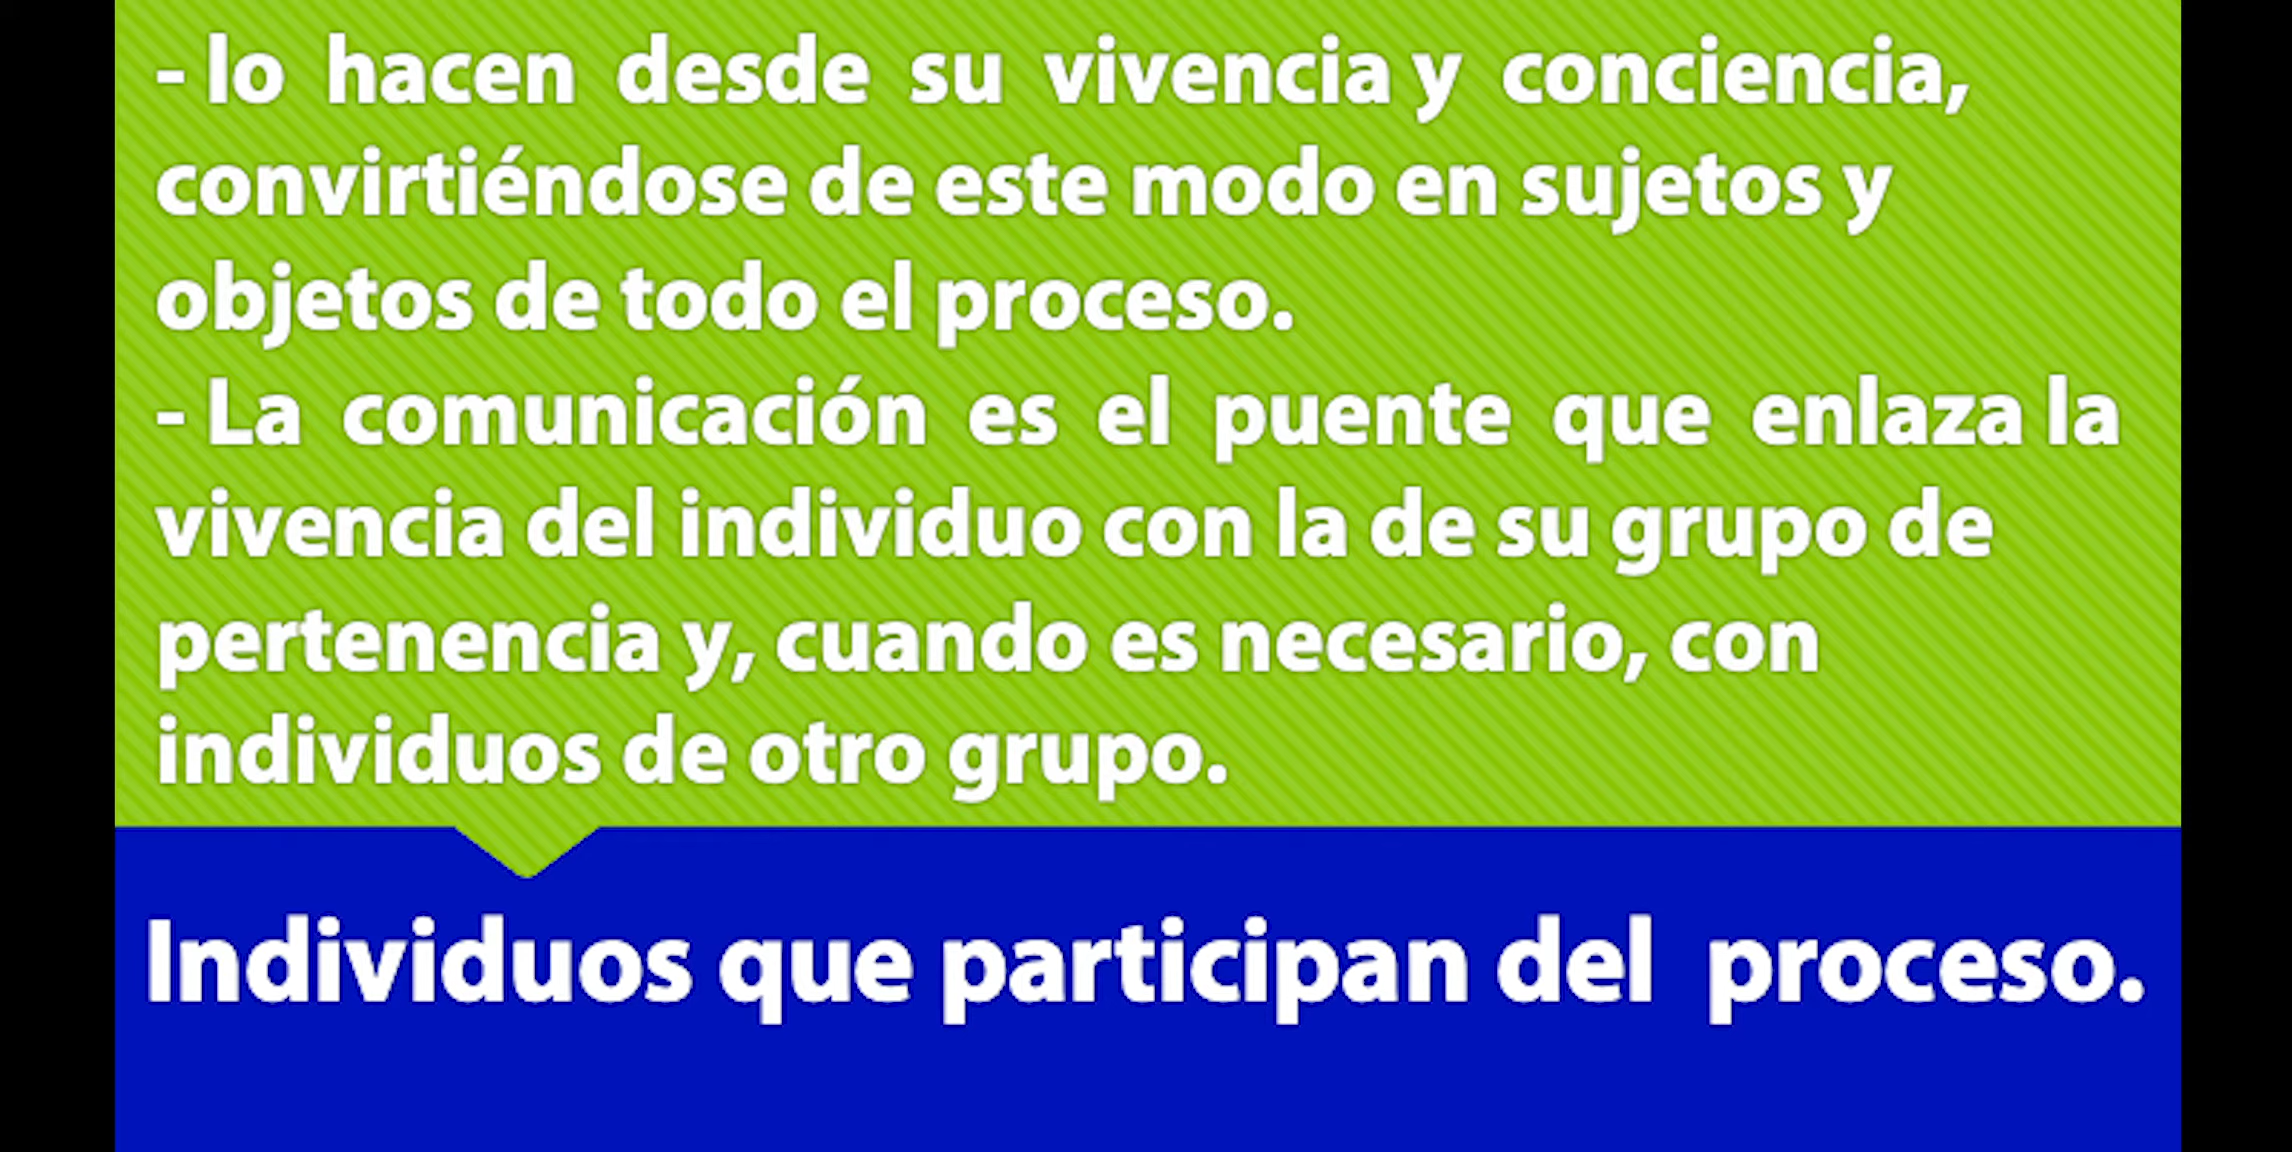 - lo hacen desde su vivencia y conciencia,
convirtiéndose de este modo en sujetos y
objetos de todo el proceso.
- La comunicación es el puente que enlaza la
vivencia del individuo con la de su grupo de
pertenencia y, cuando es necesario, con
individuos de otro grupo.
Individuos que participan del proceso.